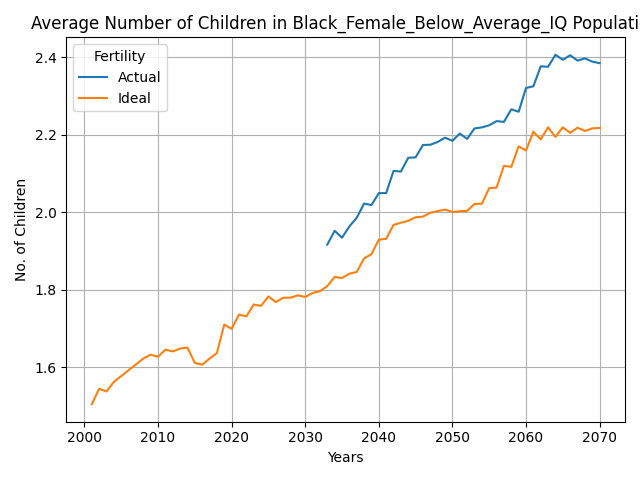 Average Number of Children in Black_Female_Below_Average_IQ Populati
Fertility
Actual
Ideal
No. of Children
2.4
2.2
2.0
1.8
1.6
2000 2010 2020 2030 2040 2050 2060 2070
Years